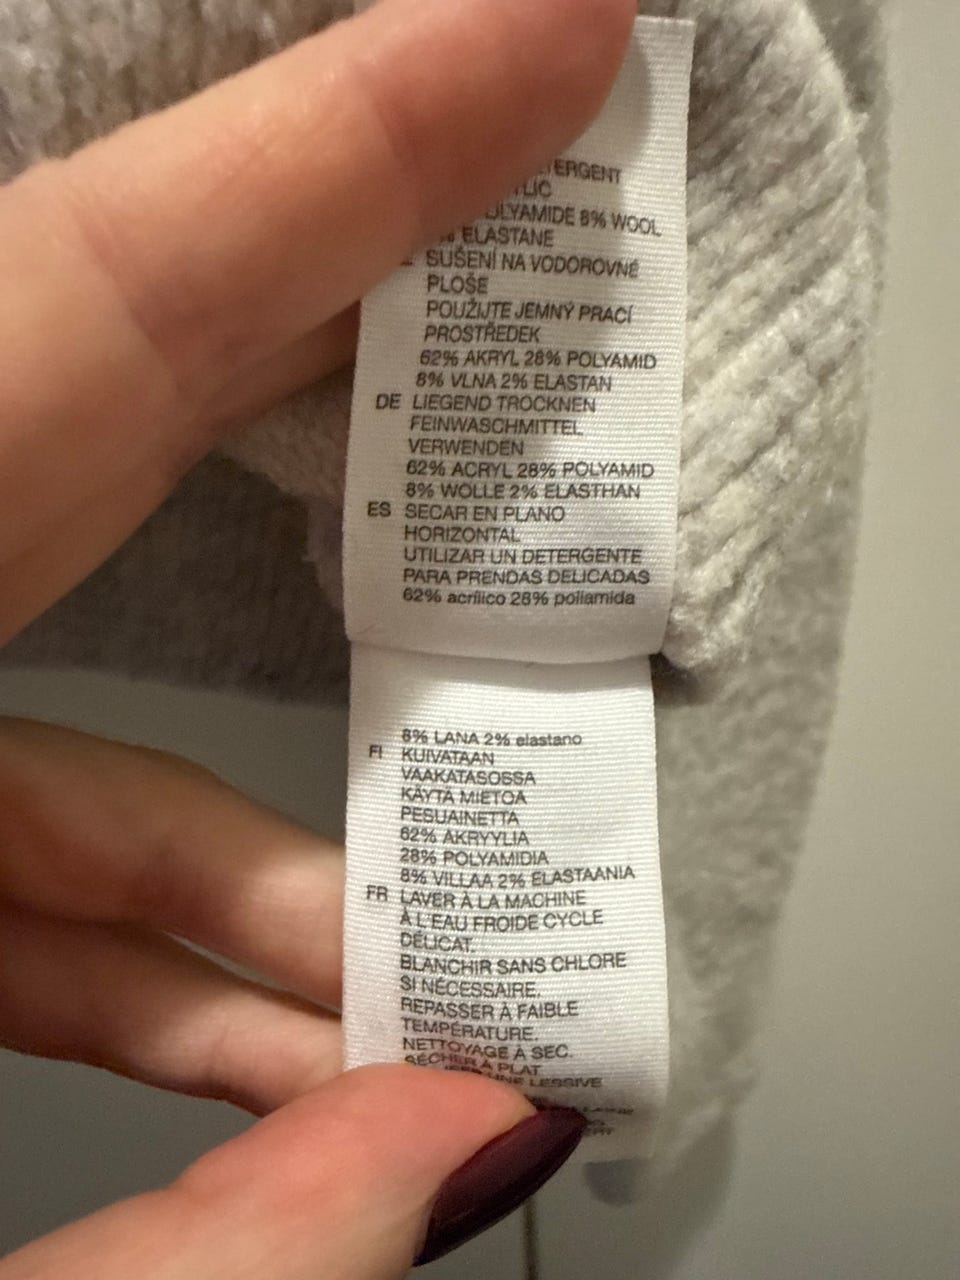 POLYAMIDE 8% WOOL
ELASTANE
SUŠENÍ NA VODOROVNÉ
PLOŠE
POUŽIJTE JEMNÝ PRACÍ
PROSTŘEDEK
62% AKRYL 28% POLYAMID
8% VLNA 2% ELASTAN
DE LIEGEND TROCKNEN
FEINWASCHMITTEL
VERWENDEN
62% ACRYL 28% POLYAMID
8% WOLLE 2% ELASTHAN
ES SECAR EN PLANO
HORIZONTAL
UTILIZAR UN DETERGENTE
PARA PRENDAS DELICADAS
62% acrílico 28% poliamida
8% LANA 2% elastano
FI KUIVATAAN
VAAKATASOSSA
KÄYTÄ MIETOA
PESUAINETTA
62% AKRYYLIA
28% POLYAMIDIA
8% VILLAA 2% ELASTAANIA
FR LAVER À LA MACHINE
À L'EAU FROIDE CYCLE
DÉLICAT.
BLANCHIR SANS CHLORE
SI NÉCESSAIRE.
REPASSER À FAIBLE
TEMPÉRATURE.
NETTOYAGE À SEC.
SÉCHER À PLAT
UNE LESSIVE